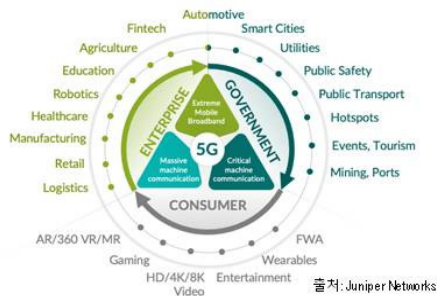 Automotive
Fintech
Smart Cities
Agriculture
Utilities
Education
Public Safety
Robotics
Public Transport
Healthcare
Hotspots
Manufacturing
Events, Tourism
Retail
Mining, Ports
Logistics
ENTERPRISE
GOVERNMENT
CONSUMER
Extreme
Mobile
Broadband
5G
Massive
machine
communication
Critical
machine
communication
AR/360 VR/MR
FWA
Gaming
Wearables
HD/4K/8K
Video
Entertainment
출처: Juniper Networks